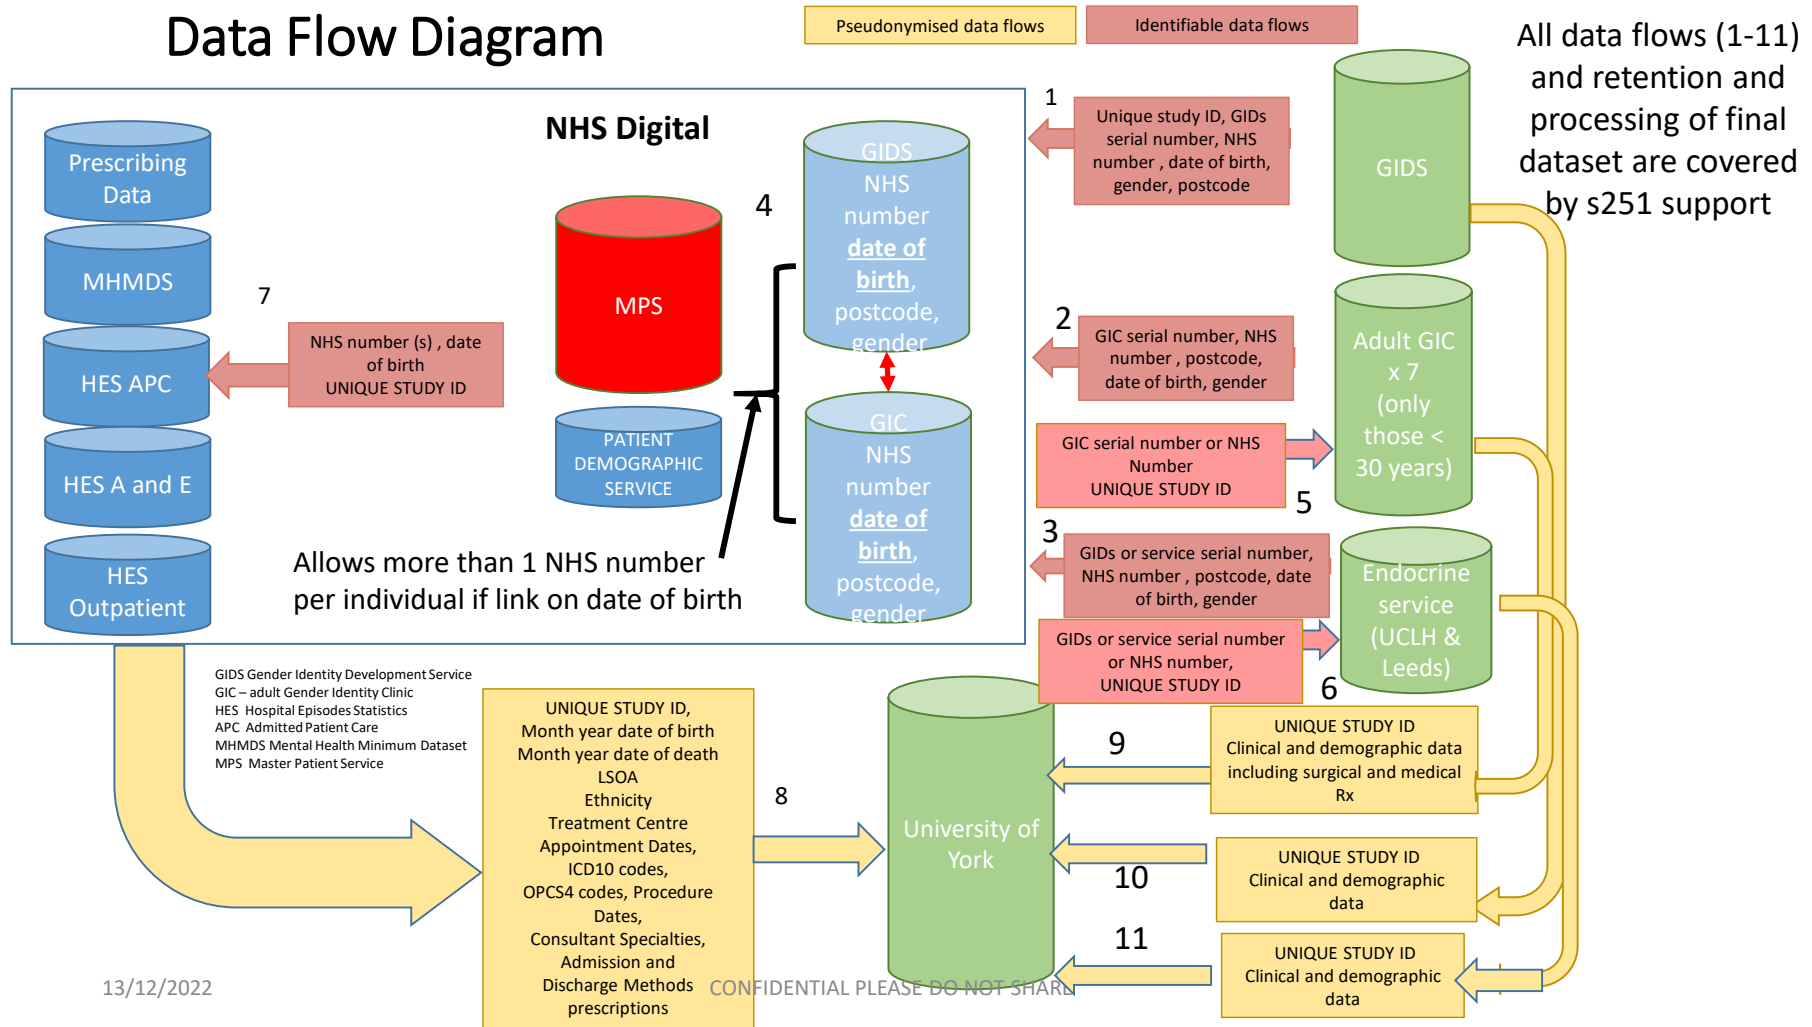 Data Flow Diagram
Pseudonymised data flows
Identifiable data flows
All data flows (1-11)
and retention and
processing of final
dataset are covered
by s251 support
NHS Digital
Prescribing
Data
MHMDS
HES APC
HES A and E
HES
Outpatient
7
NHS number (s) , date
of birth
UNIQUE STUDY ID
MPS
PATIENT
DEMOGRAPHIC
SERVICE
4
GIDS
NHS
number
date of
birth,
postcode,
gender
GIC
NHS
number
date of
birth,
postcode,
gender
Allows more than 1 NHS number
per individual if link on date of birth
1
Unique study ID, GIDs
serial number, NHS
number , date of birth,
gender, postcode
GIDS
2
GIC serial number, NHS
number , postcode,
date of birth, gender
Adult GIC
x 7
(only
those <
30 years)
GIC serial number or NHS
Number
UNIQUE STUDY ID
5
3
GIDs or service serial number,
NHS number , postcode, date
of birth, gender
Endocrine
service
(UCLH &
Leeds)
GIDs or service serial number
or NHS number,
UNIQUE STUDY ID
6
GIDS Gender Identity Development Service
GIC – adult Gender Identity Clinic
HES Hospital Episodes Statistics
APC Admitted Patient Care
MHMDS Mental Health Minimum Dataset
MPS Master Patient Service
UNIQUE STUDY ID,
Month year date of birth
Month year date of death
LSOA
Ethnicity
Treatment Centre
Appointment Dates,
ICD10 codes,
OPCS4 codes, Procedure
Dates,
Consultant Specialties,
Admission and
Discharge Methods
prescriptions
8
University of
York
9
UNIQUE STUDY ID
Clinical and demographic data
including surgical and medical
Rx
10
UNIQUE STUDY ID
Clinical and demographic
data
11
UNIQUE STUDY ID
Clinical and demographic
data
13/12/2022
CONFIDENTIAL PLEASE DO NOT SHARE